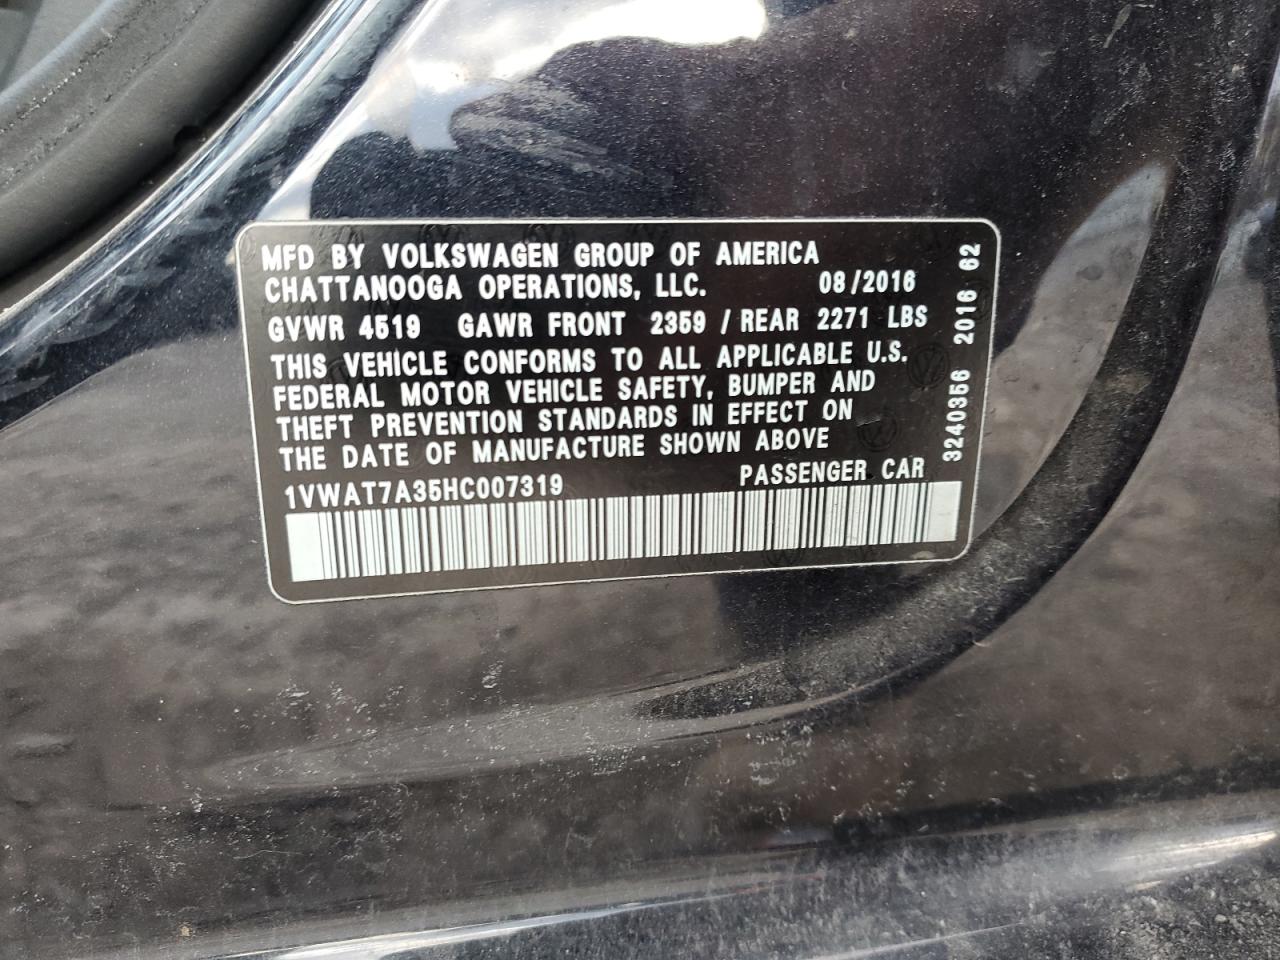 MFD BY VOLKSWAGEN GROUP OF AMERICA
CHATTANOOGA OPERATIONS, LLC. 08/2016
GVWR 4519 GAWR FRONT 2359 / REAR 2271 LBS
THIS VEHICLE CONFORMS TO ALL APPLICABLE U.S.
FEDERAL MOTOR VEHICLE SAFETY, BUMPER AND
THEFT PREVENTION STANDARDS IN EFFECT ON
THE DATE OF MANUFACTURE SHOWN ABOVE
1VWAT7A35HC007319 PASSENGER CAR
3240356 2016 62